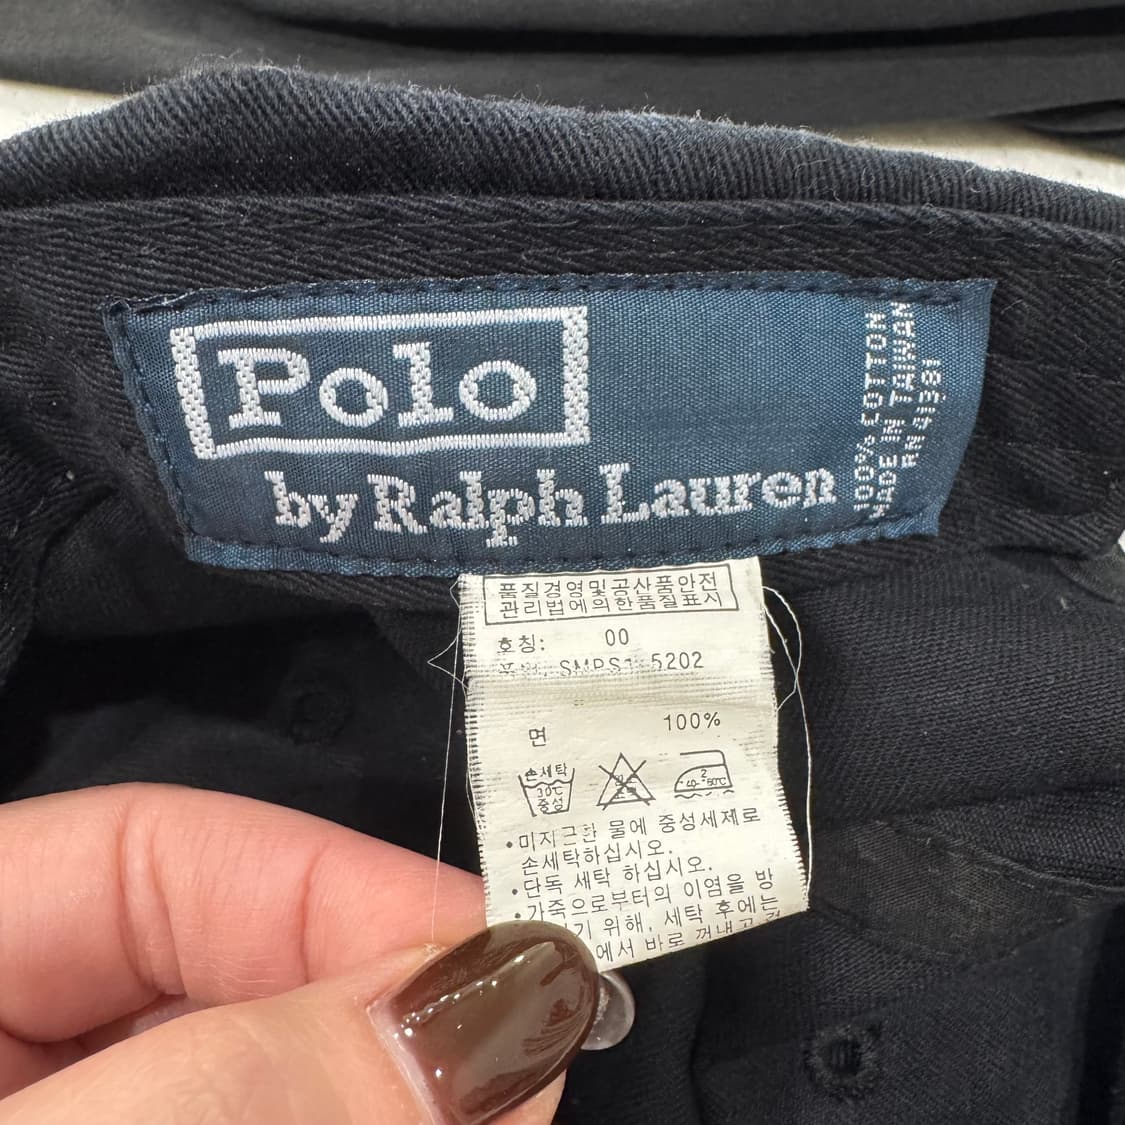 Polo
by Ralph Lauren
100% COTTON
MADE IN TAIWAN
RN 41381
품질경영및공산품안전
관리법에의한품질표시
호칭: 00
5202
면 100%
손세탁
30℃
중성
2
•미지근한 물에 중성세제로
손세탁하십시오.
•단독 세탁 하십시오.
•가죽으로부터의 이염을 방
위해, 세탁 후에는
에서 바로 꺼내고